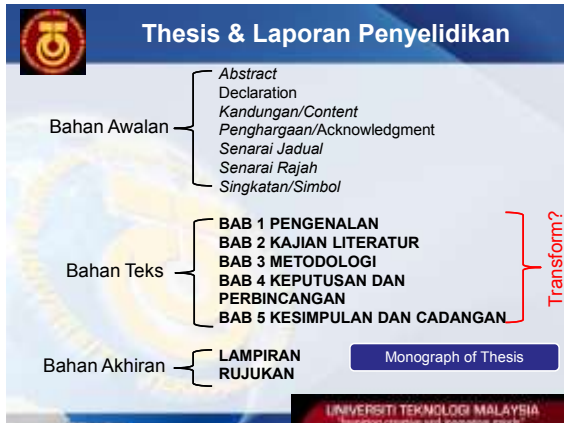 Thesis & Laporan Penyelidikan
Bahan Awalan
Abstract
Declaration
Kandungan/Content
Penghargaan/Acknowledgment
Senarai Jadual
Senarai Rajah
Singkatan/Simbol
Bahan Teks
BAB 1 PENGENALAN
BAB 2 KAJIAN LITERATUR
BAB 3 METODOLOGI
BAB 4 KEPUTUSAN DAN
PERBINCANGAN
BAB 5 KESIMPULAN DAN CADANGAN
Transform?
Bahan Akhiran
LAMPIRAN
RUJUKAN
Monograph of Thesis
UNIVERSITI TEKNOLOGI MALAYSIA